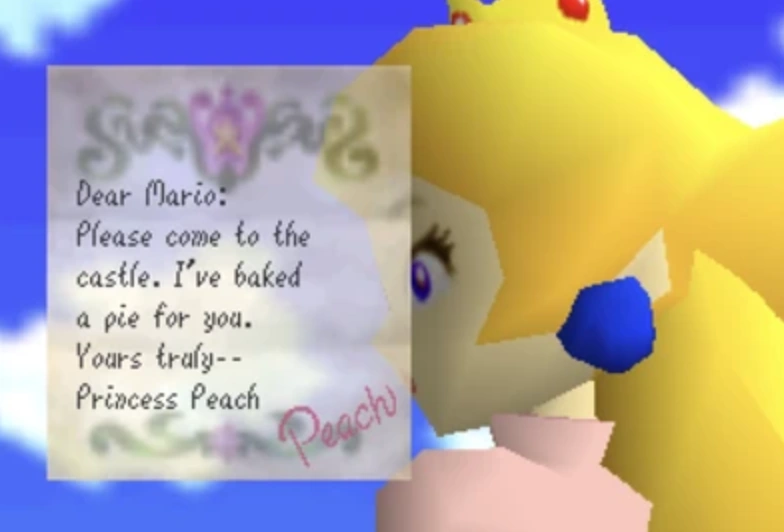 Dear Mario:
Please come to the
castle. I've baked
a pie for you.
Yours truly--
Princess Peach
Peach